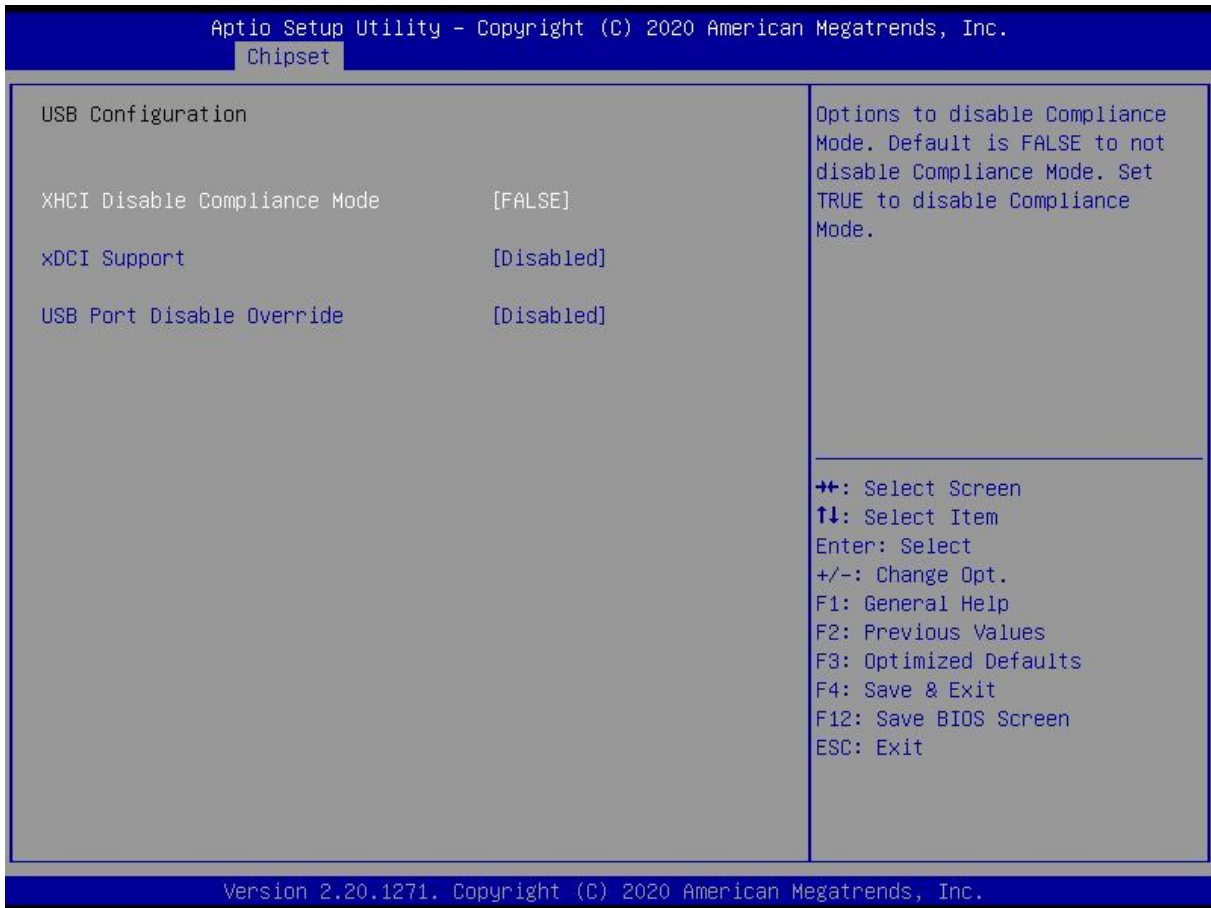 Aptio Setup Utility – Copyright (C) 2020 American Megatrends, Inc.
Chipset
USB Configuration
XHCI Disable Compliance Mode [FALSE]
xDCI Support [Disabled]
USB Port Disable Override [Disabled]
Options to disable Compliance
Mode. Default is FALSE to not
disable Compliance Mode. Set
TRUE to disable Compliance
Mode.
→←: Select Screen
↑↓: Select Item
Enter: Select
+/-: Change Opt.
F1: General Help
F2: Previous Values
F3: Optimized Defaults
F4: Save & Exit
F12: Save BIOS Screen
ESC: Exit
Version 2.20.1271. Copyright (C) 2020 American Megatrends, Inc.